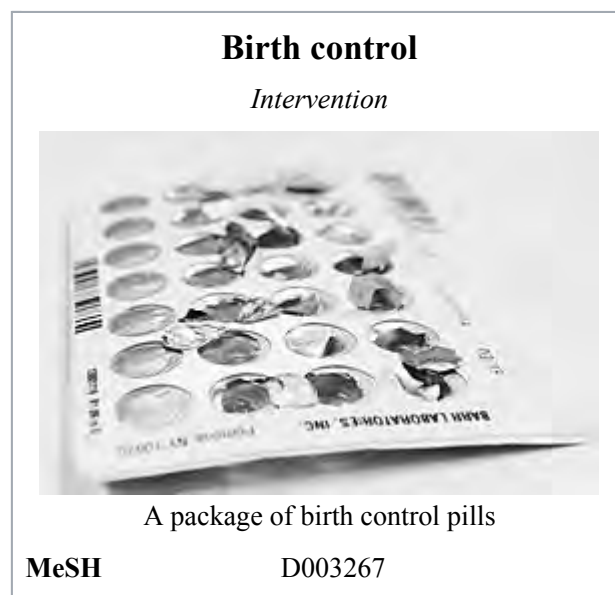 Birth control
Intervention
BARR LABORATORIES, INC.
A package of birth control pills
MeSH D003267